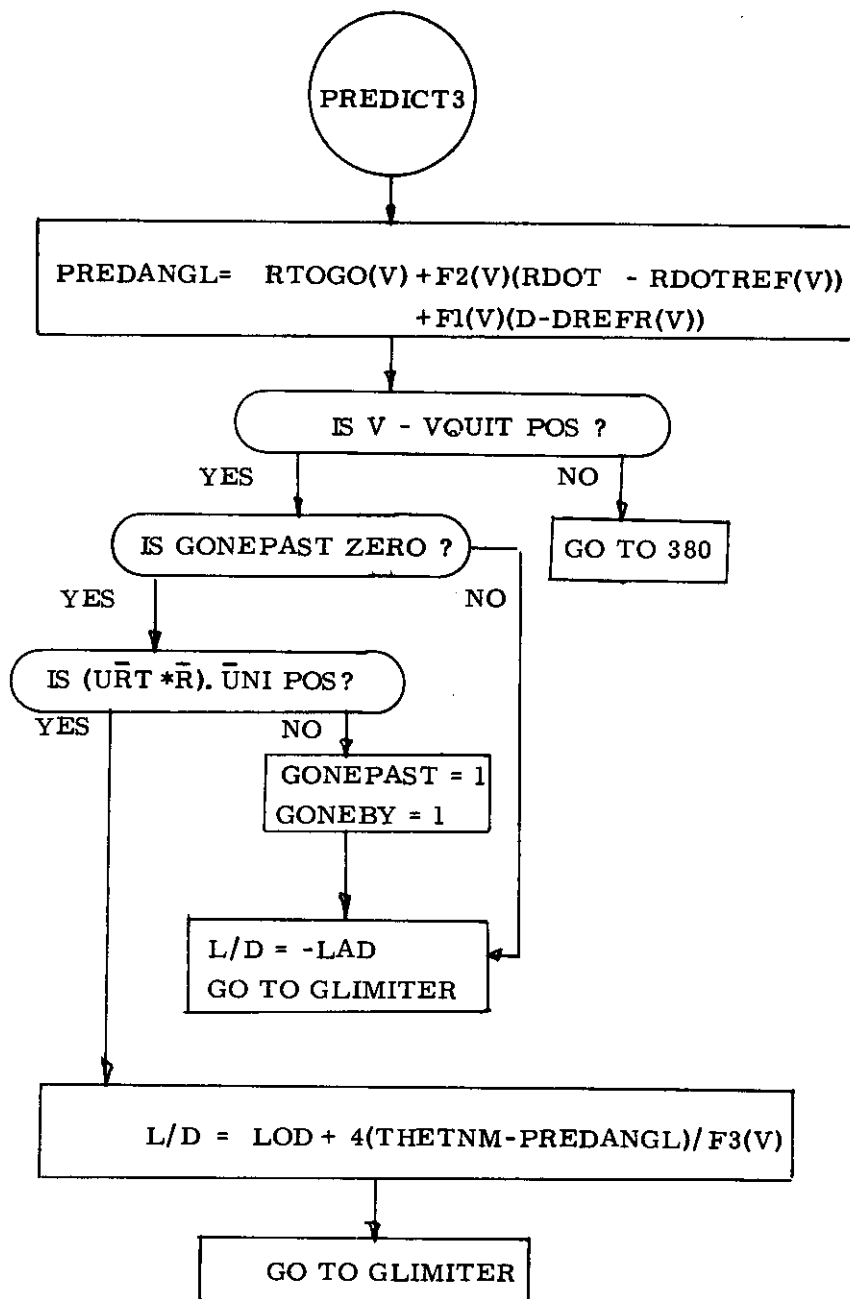 PREDICT3
PREDANGL= RTOGO(V) +F2(V)(RDOT - RDOTREF(V))
+F1(V)(D-DREFR(V))
IS V - VQUIT POS ?
YES
NO
IS GONEPAST ZERO ?
GO TO 380
YES
NO
IS (UR̄T *R̄). ŪNI POS?
YES
NO
GONEPAST = 1
GONEBY = 1
L/D = -LAD
GO TO GLIMITER
L/D = LOD + 4(THETNM-PREDANGL)/F3(V)
GO TO GLIMITER